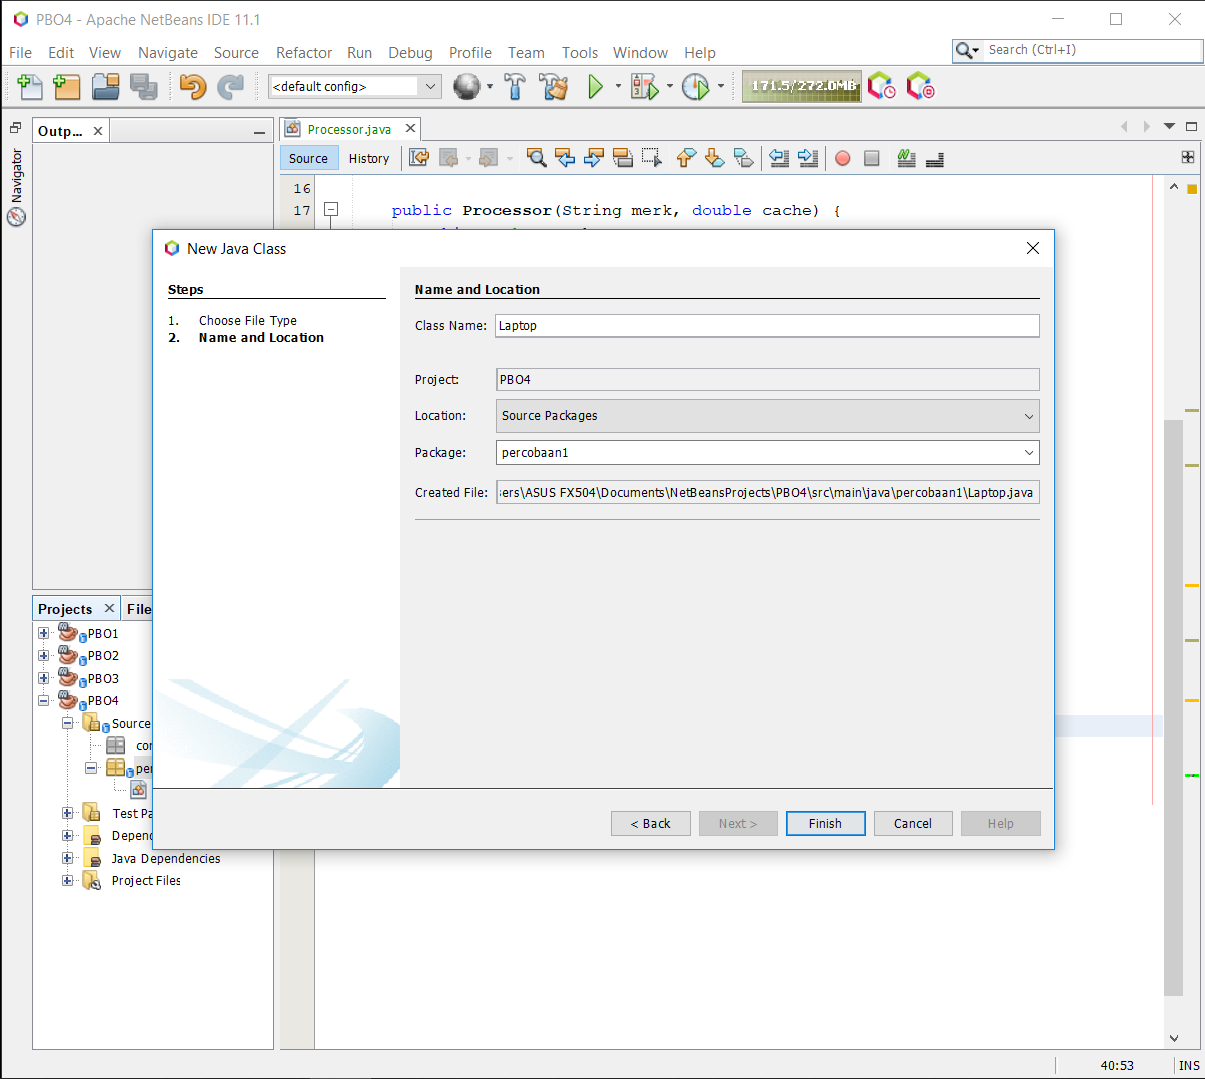 PBO4 - Apache NetBeans IDE 11.1
File Edit View Navigate Source Refactor Run Debug Profile Team Tools Window Help
Search (Ctrl+I)
<default config>
171.5/272.0MB
Outp...
Processor.java
Navigator
Source History
16
17 public Processor(String merk, double cache) {
New Java Class
Steps
1. Choose File Type
2. Name and Location
Name and Location
Class Name: Laptop
Project: PBO4
Location: Source Packages
Package: percobaan1
Created File: ;ers\ASUS FX504\Documents\NetBeansProjects\PBO4\src\main\java\percobaan1\Laptop.java
< Back
Next >
Finish
Cancel
Help
Projects
File
PBO1
PBO2
PBO3
PBO4
Source
cor
per
Test Pa
Depend
Java Dependencies
Project Files
40:53
INS